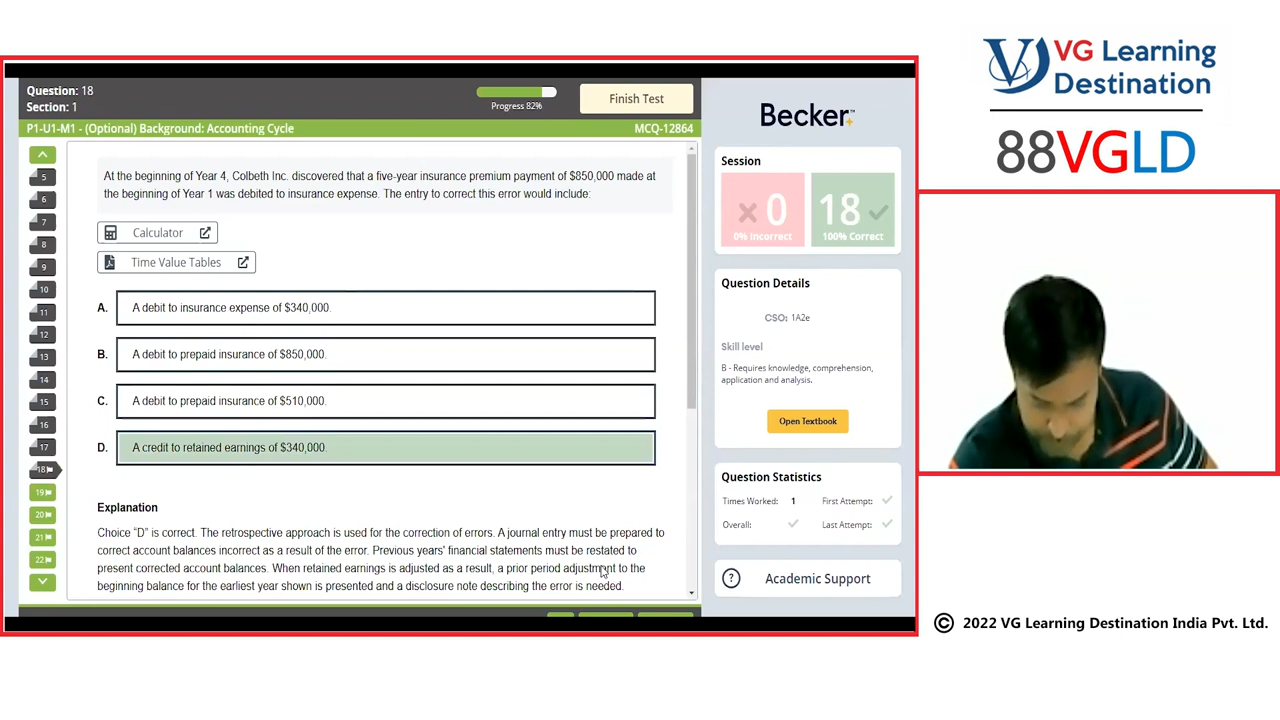 Question: 18
Section: 1
Progress 82%
Finish Test
P1-U1-M1 - (Optional) Background: Accounting Cycle
MCQ-12864
5
6
7
8
9
10
11
12
13
14
15
16
17
18
19
20
21
22
At the beginning of Year 4, Colbeth Inc. discovered that a five-year insurance premium payment of $850,000 made at
the beginning of Year 1 was debited to insurance expense. The entry to correct this error would include:
Calculator
Time Value Tables
A. A debit to insurance expense of $340,000.
B. A debit to prepaid insurance of $850,000.
C. A debit to prepaid insurance of $510,000.
D. A credit to retained earnings of $340,000.
Explanation
Choice “D” is correct. The retrospective approach is used for the correction of errors. A journal entry must be prepared to
correct account balances incorrect as a result of the error. Previous years' financial statements must be restated to
present corrected account balances. When retained earnings is adjusted as a result, a prior period adjustment to the
beginning balance for the earliest year shown is presented and a disclosure note describing the error is needed.
Becker
Session
0
0% Incorrect
18
100% Correct
Question Details
CSO: 1A2e
Skill level
B - Requires knowledge, comprehension,
application and analysis.
Open Textbook
Question Statistics
Times Worked: 1 First Attempt:
Overall: Last Attempt:
? Academic Support
VG Learning
Destination
88VGLD
© 2022 VG Learning Destination India Pvt. Ltd.